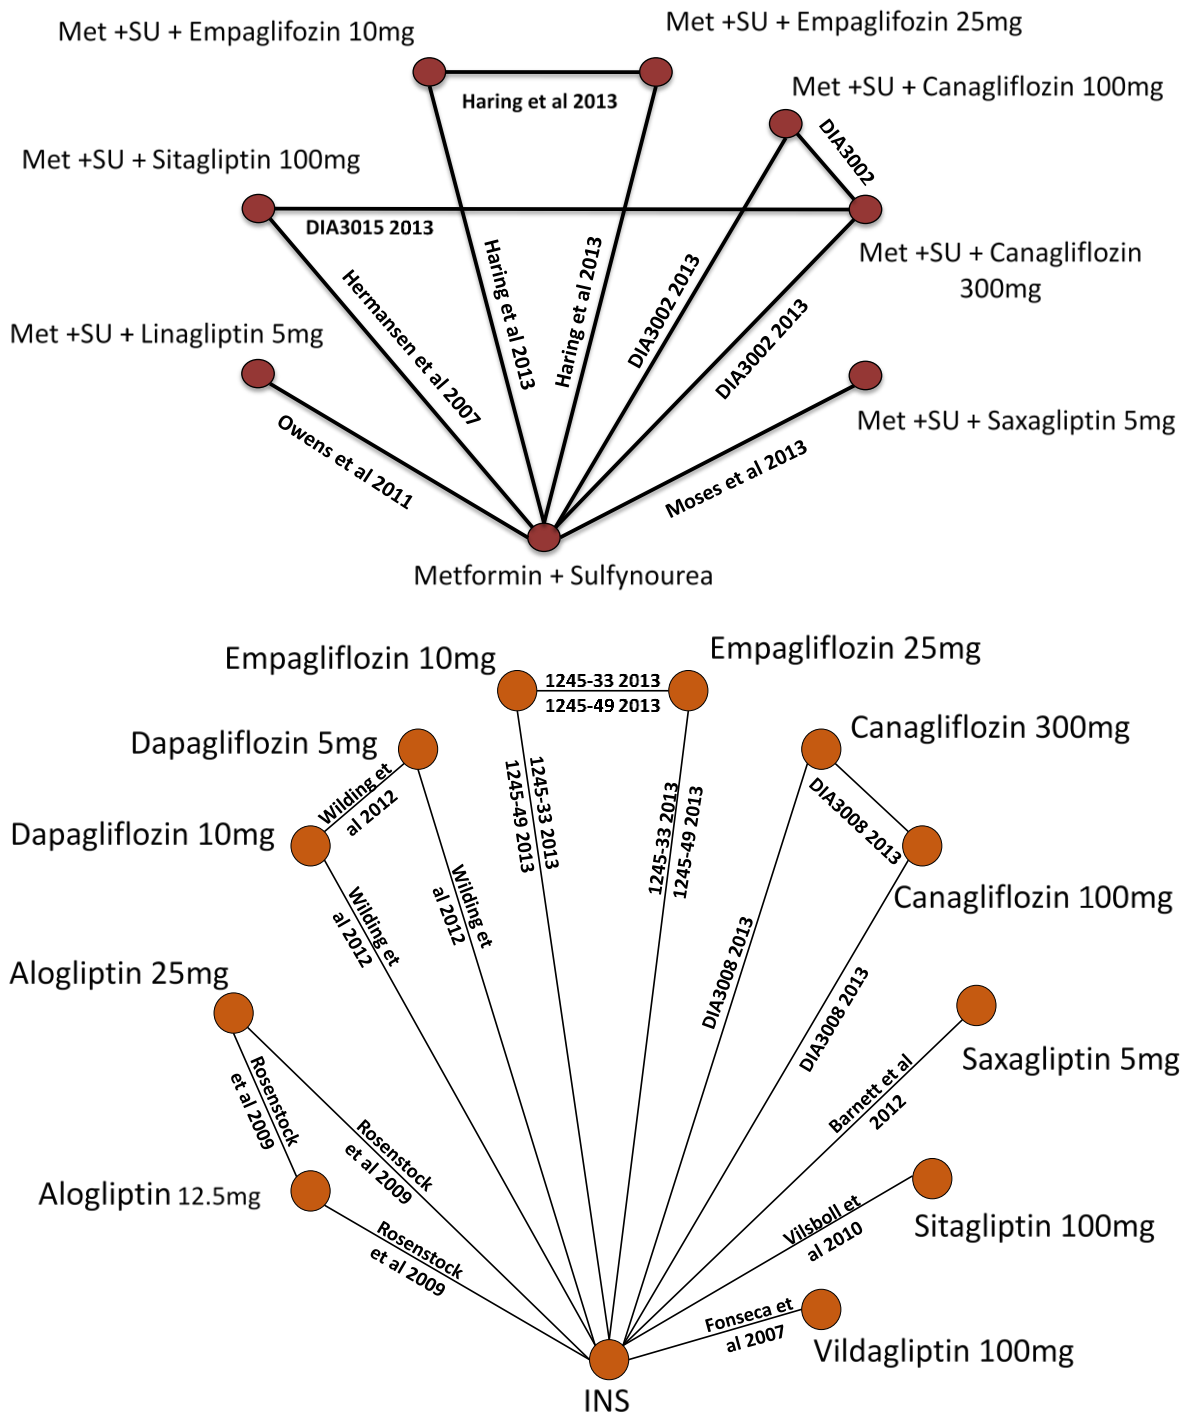 Met +SU + Empaglifozin 10mg
Met +SU + Empaglifozin 25mg
Haring et al 2013
Met +SU + Canagliflozin 100mg
DIA3002
Met +SU + Sitagliptin 100mg
DIA3015 2013
Met +SU + Canagliflozin
300mg
Hermansen et al 2007
Haring et al 2013
Haring et al 2013
DIA3002 2013
DIA3002 2013
Met +SU + Linagliptin 5mg
Owens et al 2011
Met +SU + Saxagliptin 5mg
Moses et al 2013
Metformin + Sulfynourea
Empagliflozin 10mg
Empagliflozin 25mg
1245-33 2013
1245-49 2013
Dapagliflozin 5mg
Canagliflozin 300mg
Wilding et
al 2012
DIA3008 2013
Dapagliflozin 10mg
Canagliflozin 100mg
Wilding et
al 2012
Wilding et
al 2012
1245-33 2013
1245-49 2013
1245-33 2013
1245-49 2013
DIA3008 2013
DIA3008 2013
Alogliptin 25mg
Rosenstock
et al 2009
Rosenstock
et al 2009
Saxagliptin 5mg
Barnett et al
2012
Alogliptin 12.5mg
Rosenstock
et al 2009
Vilsboll et
al 2010
Sitagliptin 100mg
Fonseca et
al 2007
Vildagliptin 100mg
INS